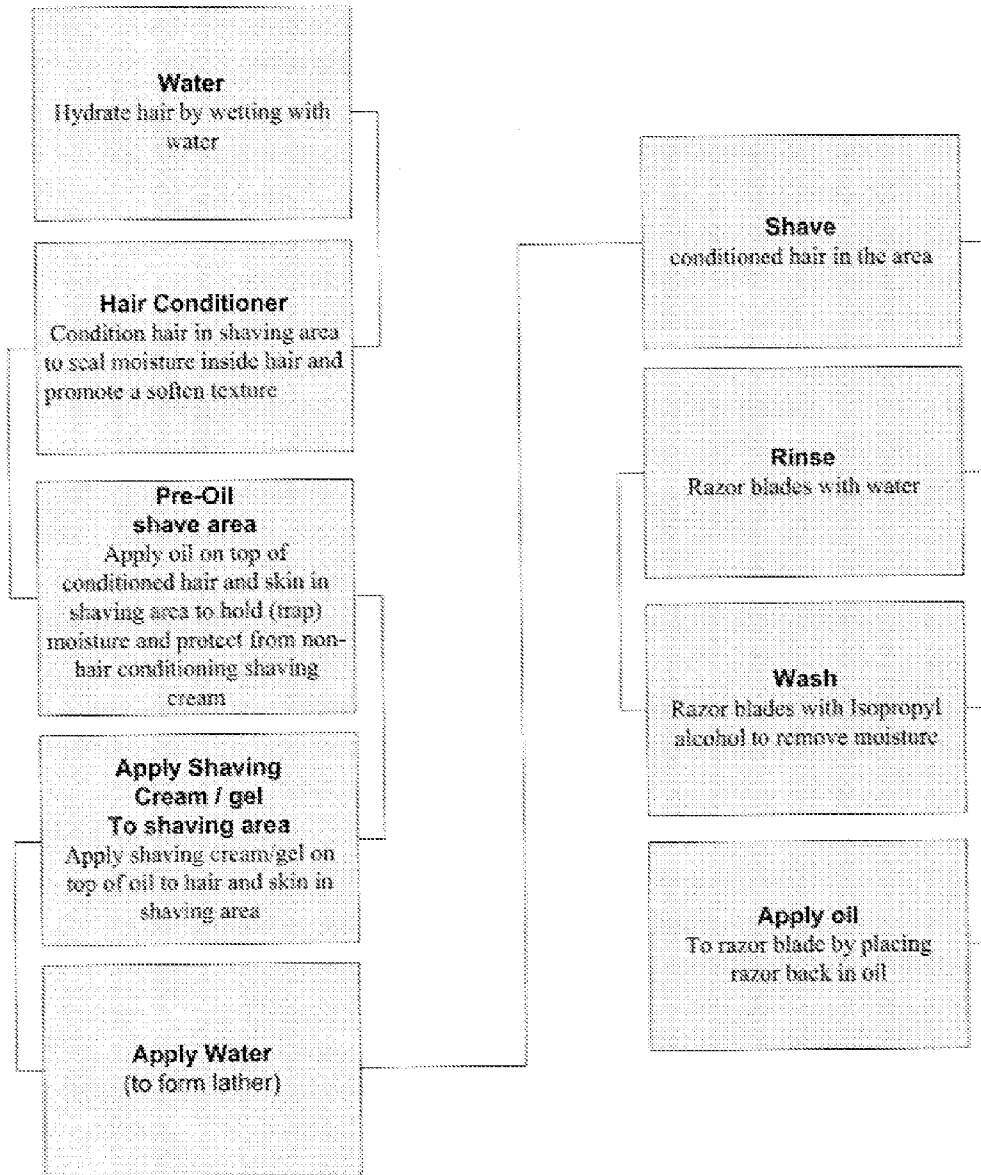 Water
Hydrate hair by wetting with
water
Hair Conditioner
Condition hair in shaving area
to seal moisture inside hair and
promote a soften texture
Pre-Oil
shave area
Apply oil on top of
conditioned hair and skin in
shaving area to hold (trap)
moisture and protect from non-
hair conditioning shaving
cream
Apply Shaving
Cream / gel
To shaving area
Apply shaving cream/gel on
top of oil to hair and skin in
shaving area
Apply Water
(to form lather)
Shave
conditioned hair in the area
Rinse
Razor blades with water
Wash
Razor blades with Isopropyl
alcohol to remove moisture
Apply oil
To razor blade by placing
razor back in oil